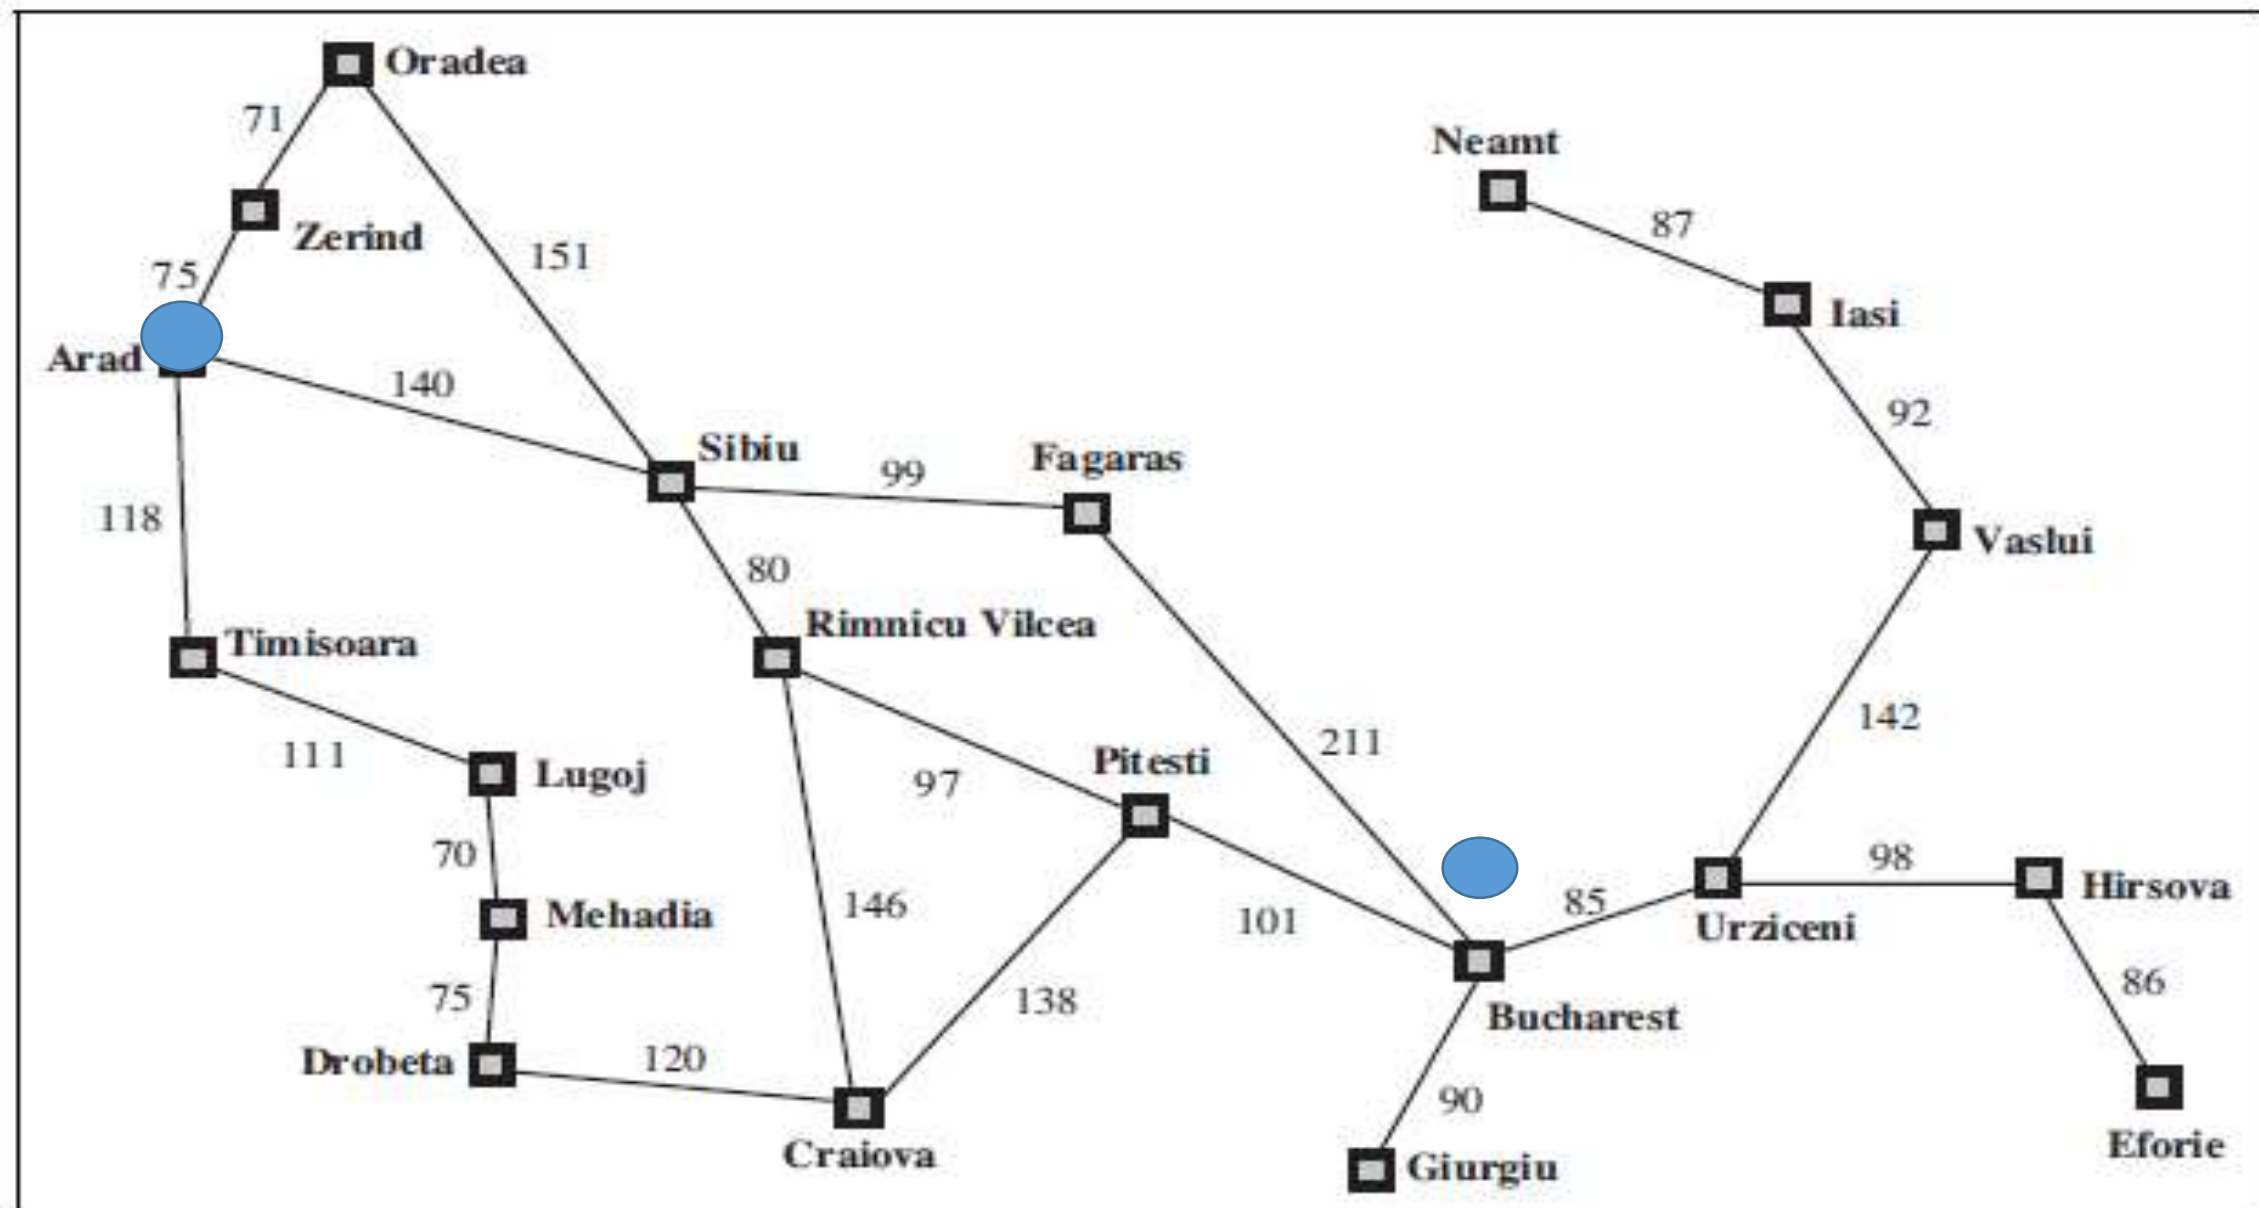 Oradea
71
Neamt
87
Zerind
151
75
Iasi
Arad
140
92
Sibiu
99
Fagaras
118
Vaslui
80
Rimnicu Vilcea
Timisoara
142
211
111
Lugoj
97
Pitesti
70
98
Hirsova
146
85
Mehadia
101
Urziceni
75
138
86
Bucharest
Drobeta
120
90
Craiova
Giurgiu
Eforie